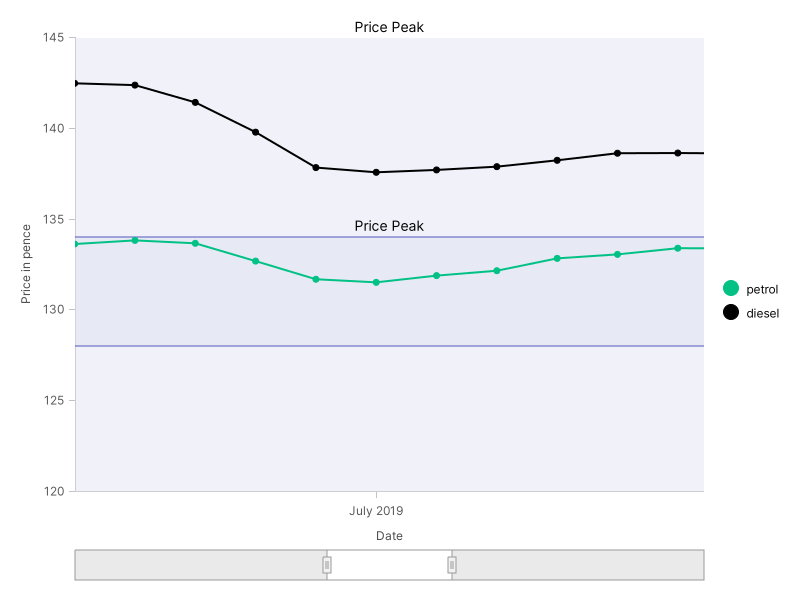 Price Peak
145
140
135
130
125
120
Price in pence
Price Peak
July 2019
Date
petrol
diesel